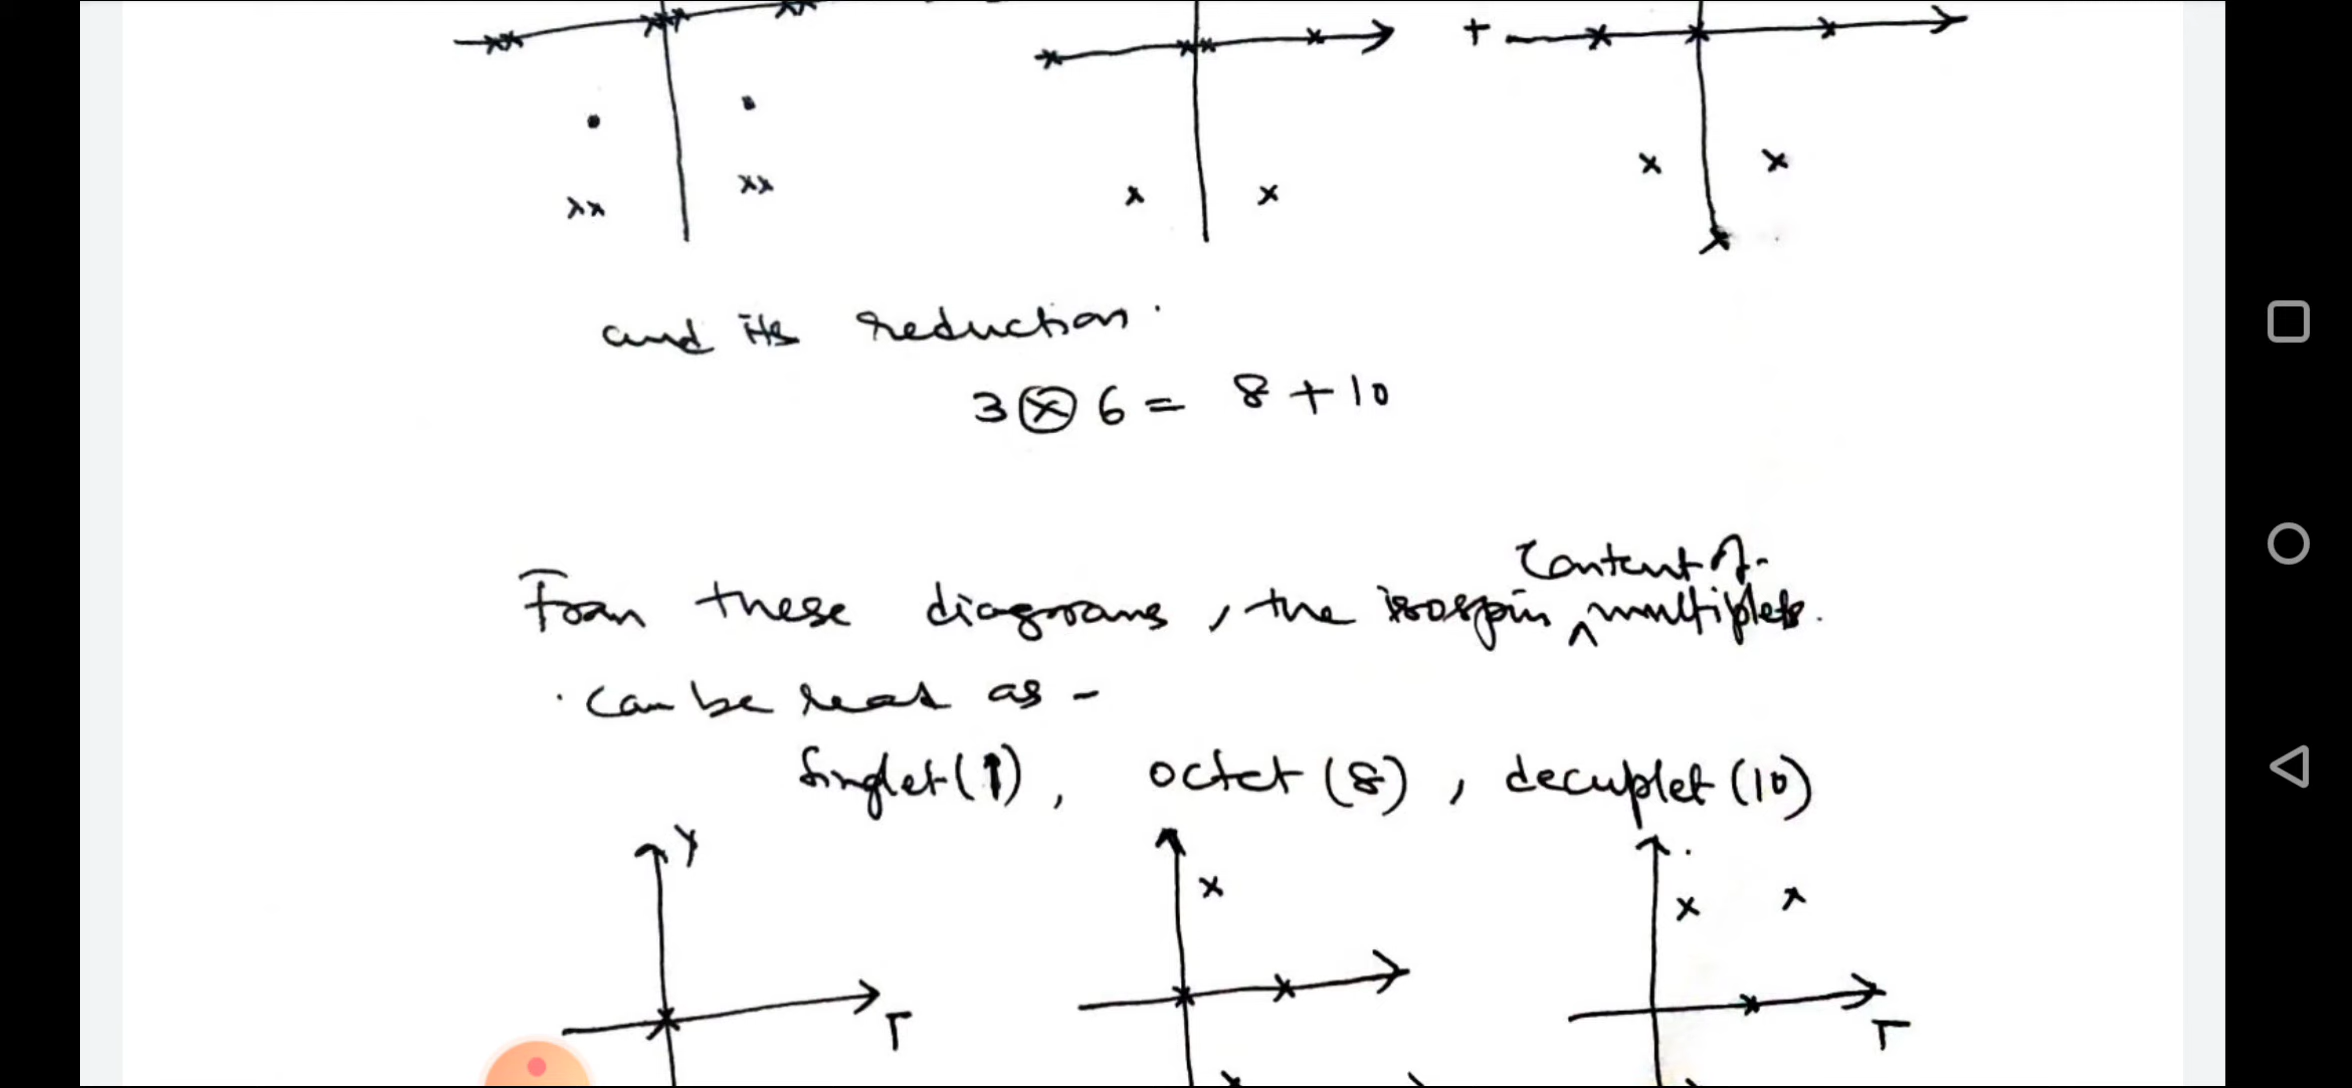 +
and its reduction.
3 ⊗ 6 = 8 + 10
content of
From these diagrams, the isospin ^ multiplets.
can be read as -
Singlet (1), octet (8), decuplet (10)
Y
T
T